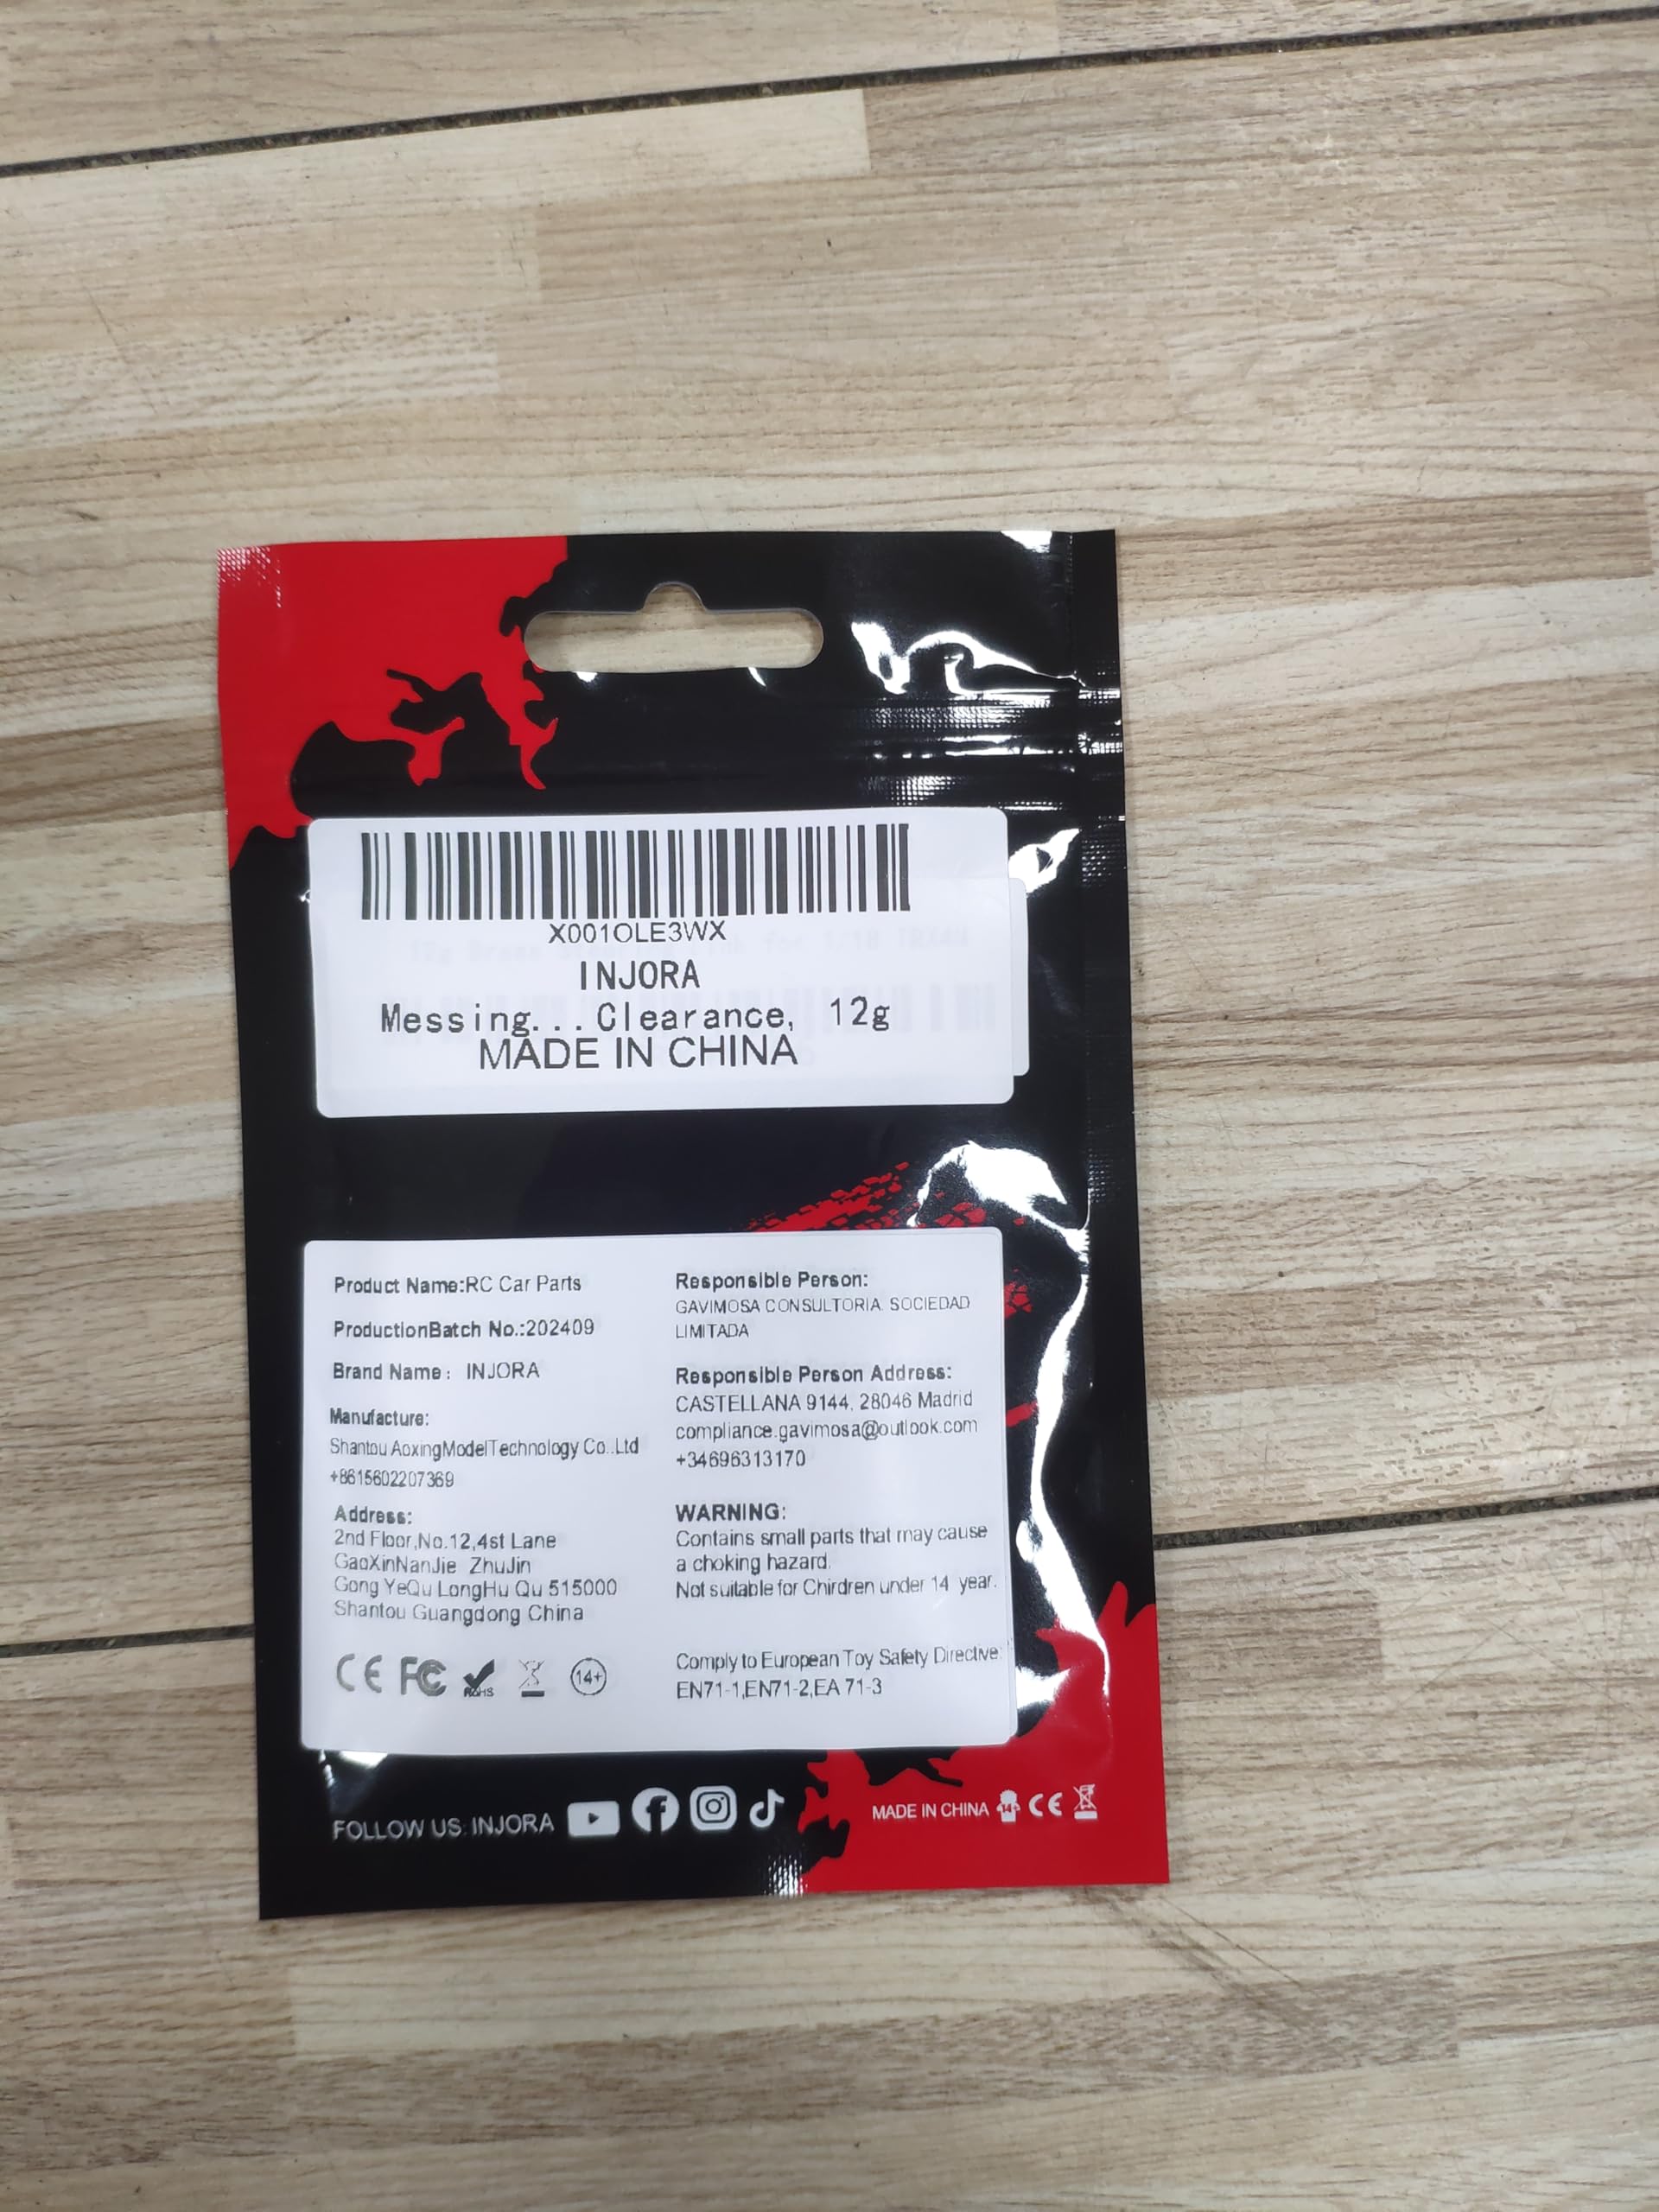 X001OLE3WX
INJORA
Messing...Clearance, 12g
MADE IN CHINA
Product Name:RC Car Parts
ProductionBatch No.:202409
Brand Name: INJORA
Manufacture:
Shantou AoxingModelTechnology Co..Ltd
+8615602207369
Address:
2nd Floor,No.12,4st Lane
GaoXinNanJie ZhuJin
Gong YeQu LongHu Qu 515000
Shantou Guangdong China
CE FC RoHS 14+
Responsible Person:
GAVIMOSA CONSULTORIA SOCIEDAD
LIMITADA
Responsible Person Address:
CASTELLANA 9144, 28046 Madrid
compliance.gavimosa@outlook.com
+34696313170
WARNING:
Contains small parts that may cause
a choking hazard.
Not suitable for Chirdren under 14 year.
Comply to European Toy Safety Directive:
EN71-1,EN71-2,EA 71-3
FOLLOW US: INJORA
MADE IN CHINA 14+ CE